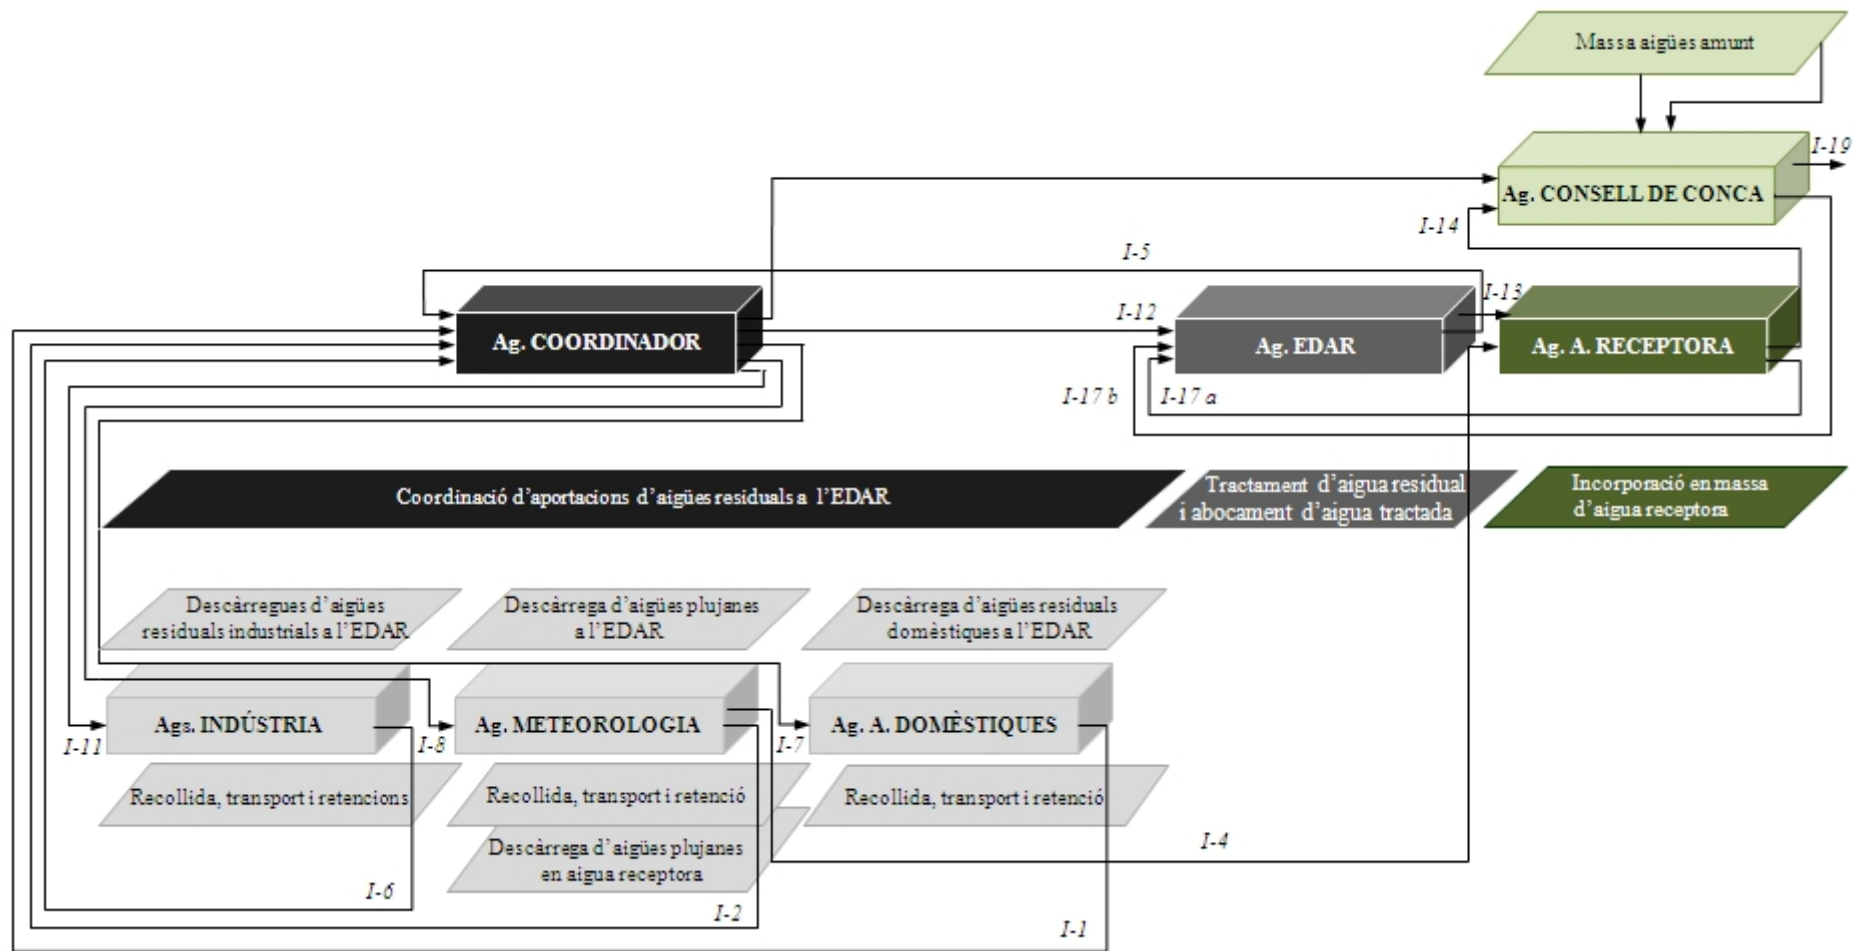 Massa aigües amunt
I-19
Ag. CONSELL DE CONCA
I-14
I-5
I-13
I-12
Ag. COORDINADOR
Ag. EDAR
Ag. A. RECEPTORA
I-17 b
I-17 a
Coordinació d'aportacions d'aigües residuals a l'EDAR
Tractament d'aigua residual
i abocament d'aigua tractada
Incorporació en massa
d'aigua receptora
Descàrregues d'aigües
residuals industrials a l'EDAR
Descàrrega d'aigües plujanes
a l'EDAR
Descàrrega d'aigües residuals
domèstiques a l'EDAR
Ags. INDÚSTRIA
Ag. METEOROLOGIA
Ag. A. DOMÈSTIQUES
I-11
I-8
I-7
Recollida, transport i retencions
Recollida, transport i retenció
Recollida, transport i retenció
Descàrrega d'aigües plujanes
en aigua receptora
I-4
I-6
I-2
I-1